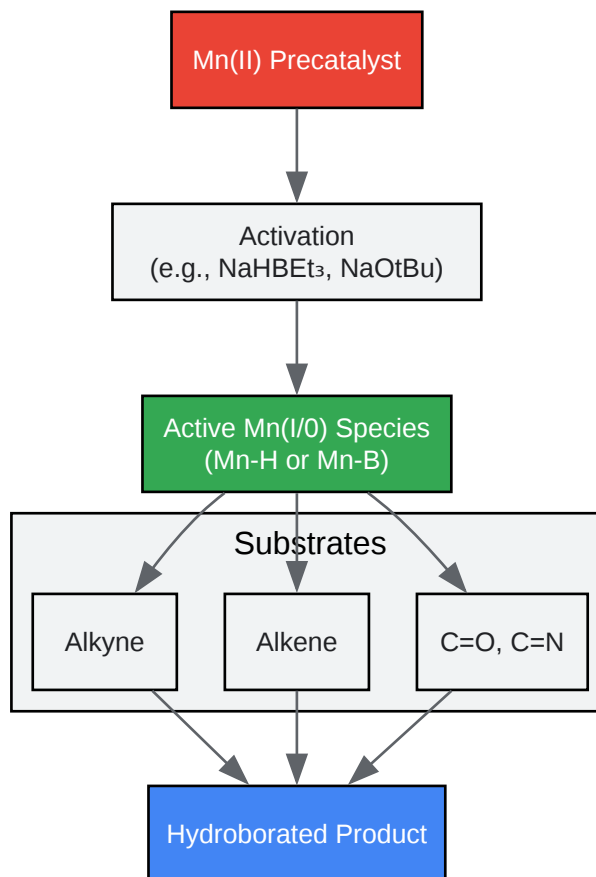 Mn(II) Precatalyst
Activation
(e.g., NaHBEt₃, NaOtBu)
Active Mn(I/0) Species
(Mn-H or Mn-B)
Substrates
Alkyne
Alkene
C=O, C=N
Hydroborated Product